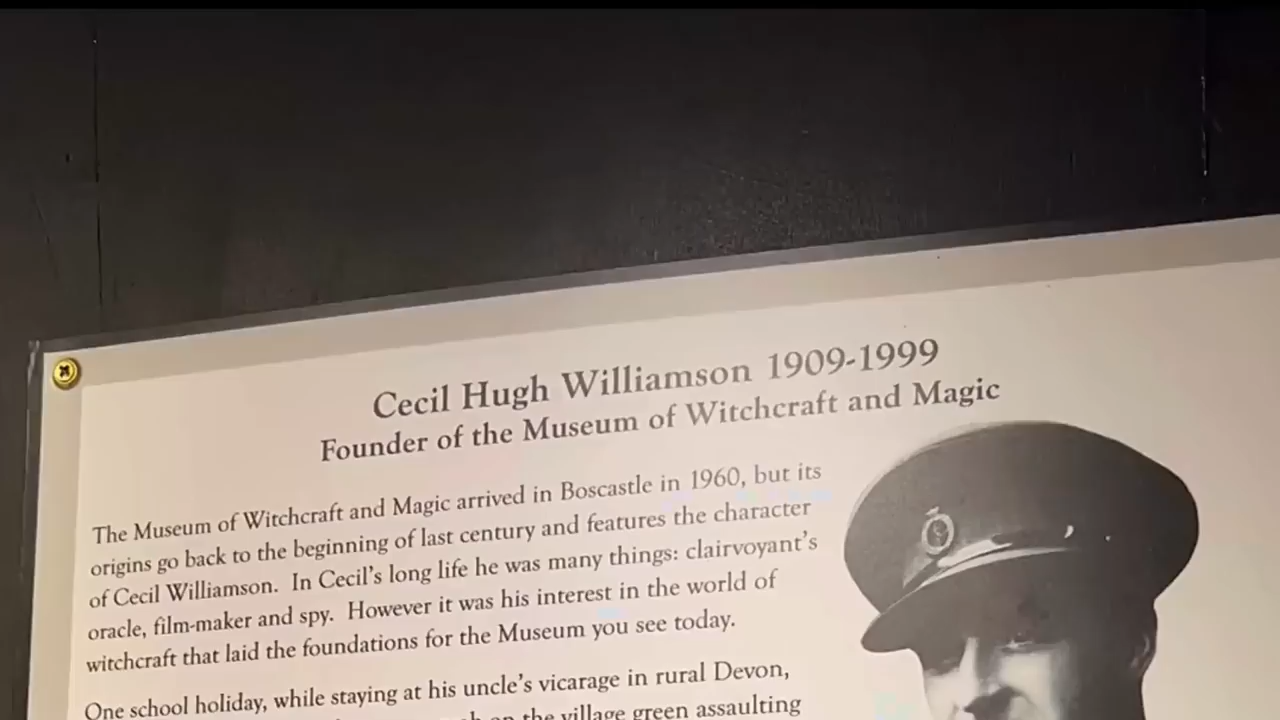 Cecil Hugh Williamson 1909-1999
Founder of the Museum of Witchcraft and Magic
The Museum of Witchcraft and Magic arrived in Boscastle in 1960, but its
origins go back to the beginning of last century and features the character
of Cecil Williamson. In Cecil's long life he was many things: clairvoyant's
oracle, film-maker and spy. However it was his interest in the world of
witchcraft that laid the foundations for the Museum you see today.
One school holiday, while staying at his uncle's vicarage in rural Devon,
on the village green assaulting